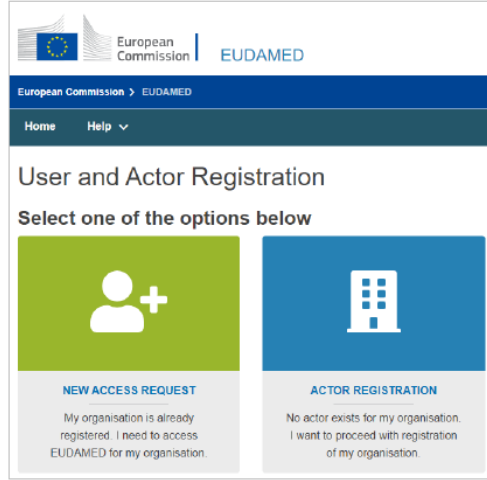 European
Commission
EUDAMED
European Commission > EUDAMED
Home Help
User and Actor Registration
Select one of the options below
NEW ACCESS REQUEST
My organisation is already
registered. I need to access
EUDAMED for my organisation.
ACTOR REGISTRATION
No actor exists for my organisation.
I want to proceed with registration
of my organisation.